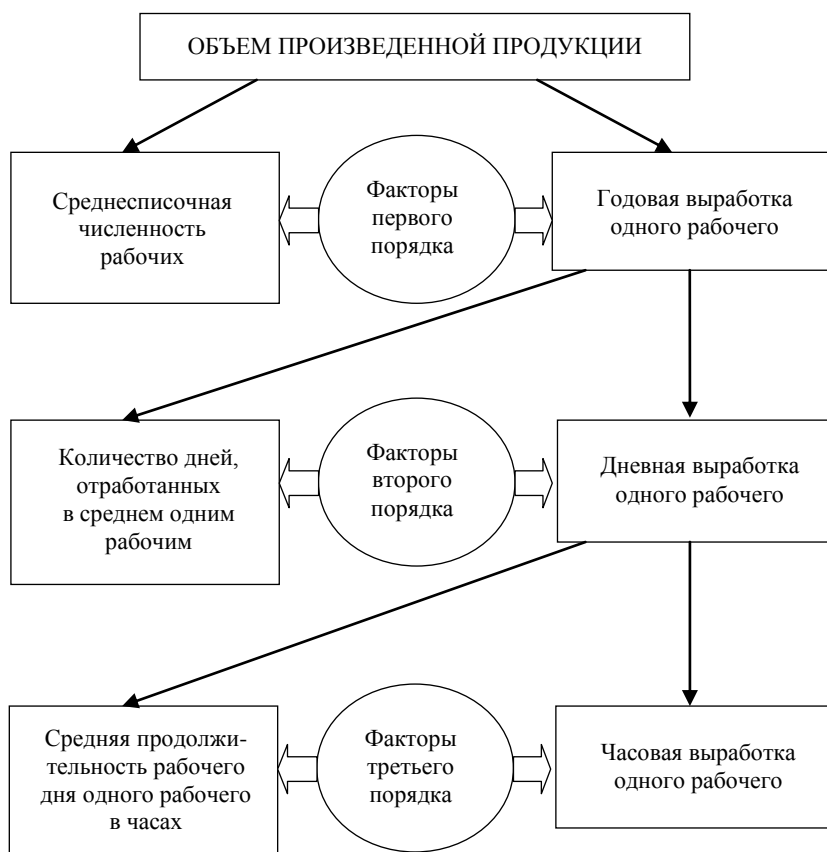 ОБЪЕМ ПРОИЗВЕДЕННОЙ ПРОДУКЦИИ
Среднесписочная
численность
рабочих
Факторы
первого
порядка
Годовая выработка
одного рабочего
Количество дней,
отработанных
в среднем одним
рабочим
Факторы
второго
порядка
Дневная выработка
одного рабочего
Средняя продолжи-
тельность рабочего
дня одного рабочего
в часах
Факторы
третьего
порядка
Часовая выработка
одного рабочего